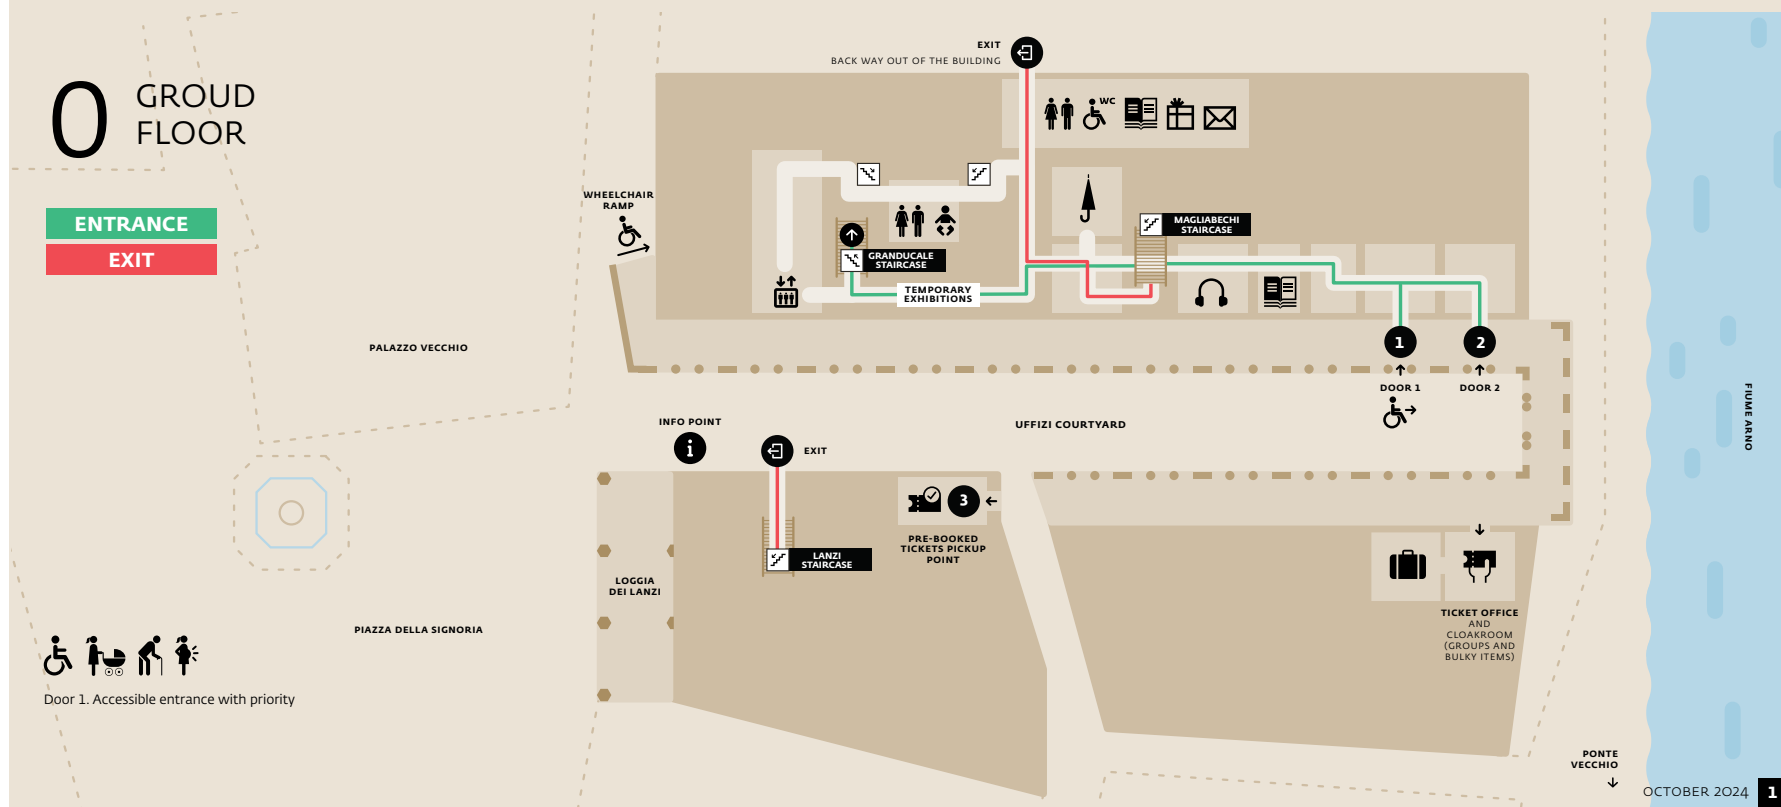 0
GROUD
FLOOR
ENTRANCE
EXIT
EXIT
BACK WAY OUT OF THE BUILDING
WC
WHEELCHAIR
RAMP
MAGLIABECHI
STAIRCASE
GRANDUCALE
STAIRCASE
TEMPORARY
EXHIBITIONS
PALAZZO VECCHIO
1
2
DOOR 1
DOOR 2
INFO POINT
i
EXIT
UFFIZI COURTYARD
FIUME ARNO
3
PRE-BOOKED
TICKETS PICKUP
POINT
LANZI
STAIRCASE
LOGGIA
DEI LANZI
PIAZZA DELLA SIGNORIA
TICKET OFFICE
AND
CLOAKROOM
(GROUPS AND
BULKY ITEMS)
Door 1. Accessible entrance with priority
PONTE
VECCHIO
OCTOBER 2024
1